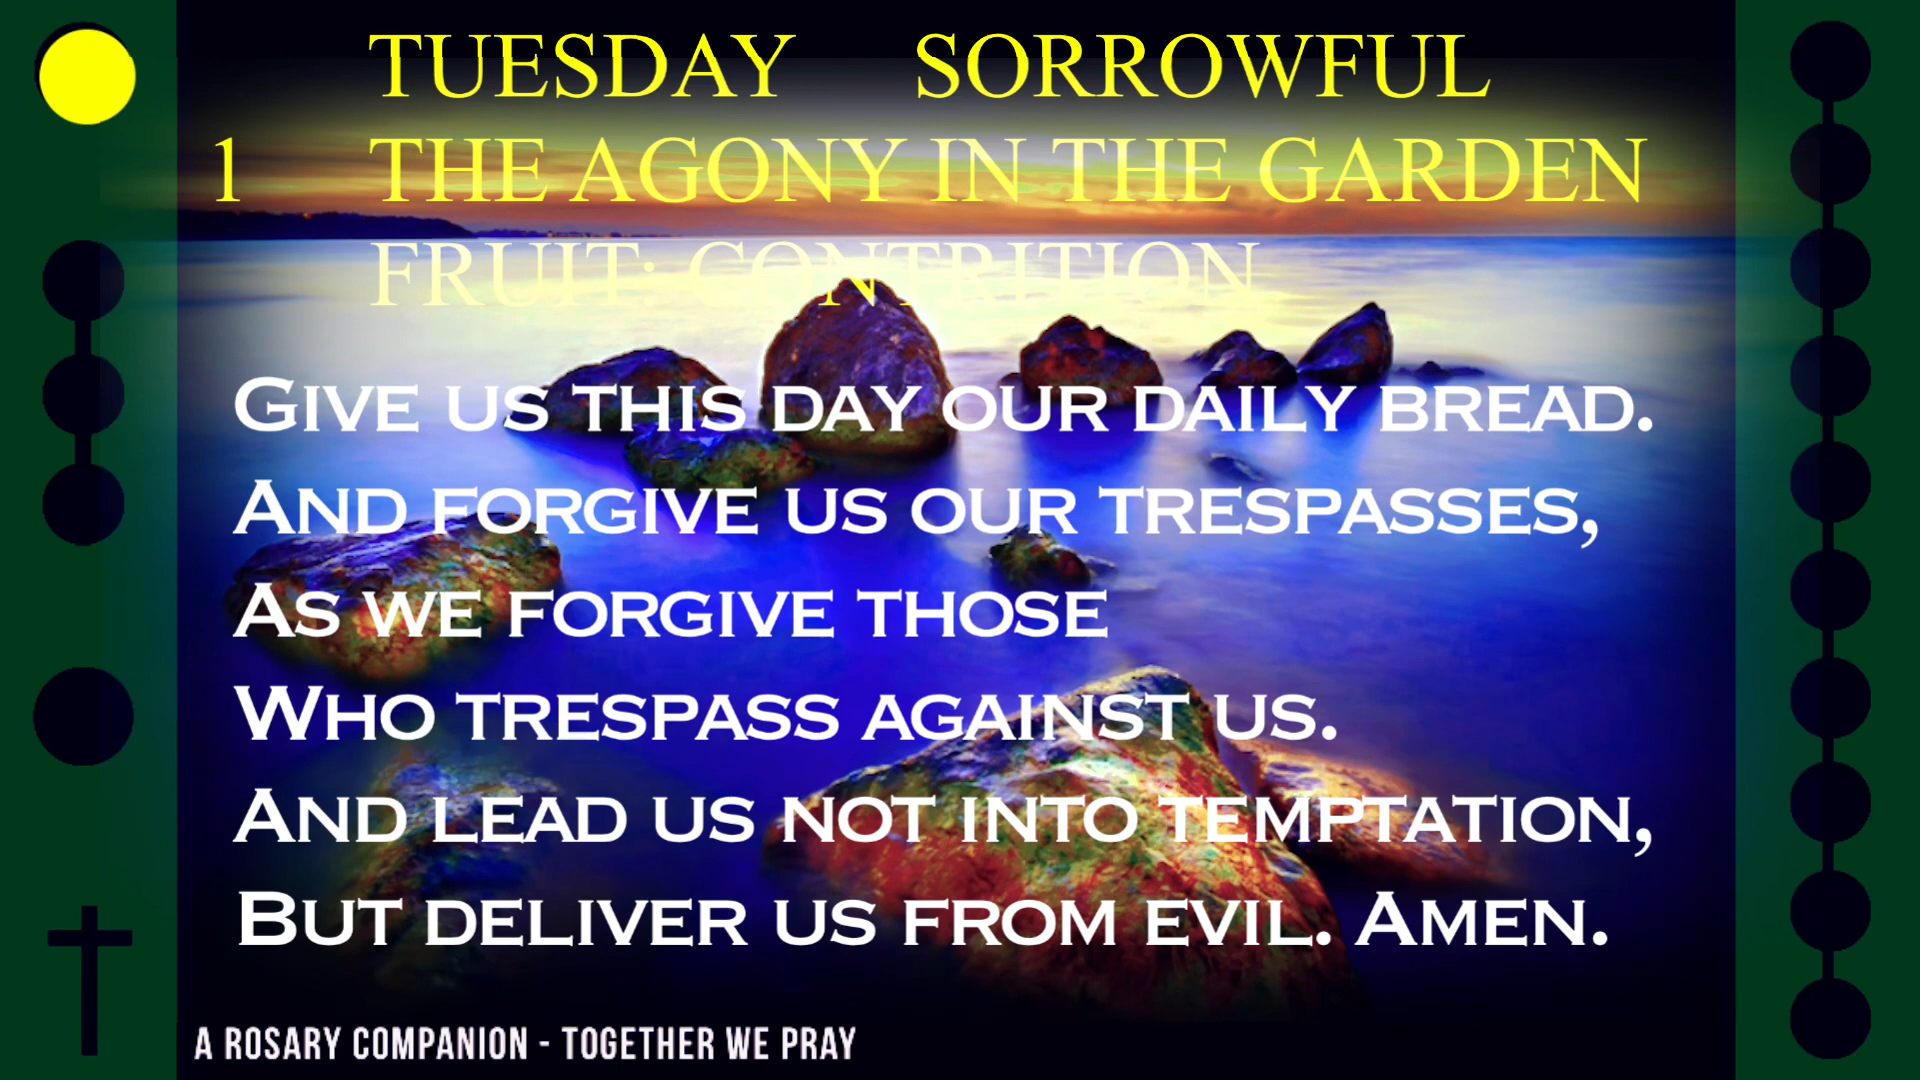 TUESDAY SORROWFUL
1 THE AGONY IN THE GARDEN
FRUIT: CONTRITION
GIVE US THIS DAY OUR DAILY BREAD.
AND FORGIVE US OUR TRESPASSES,
AS WE FORGIVE THOSE
WHO TRESPASS AGAINST US.
AND LEAD US NOT INTO TEMPTATION,
BUT DELIVER US FROM EVIL. AMEN.
A ROSARY COMPANION - TOGETHER WE PRAY